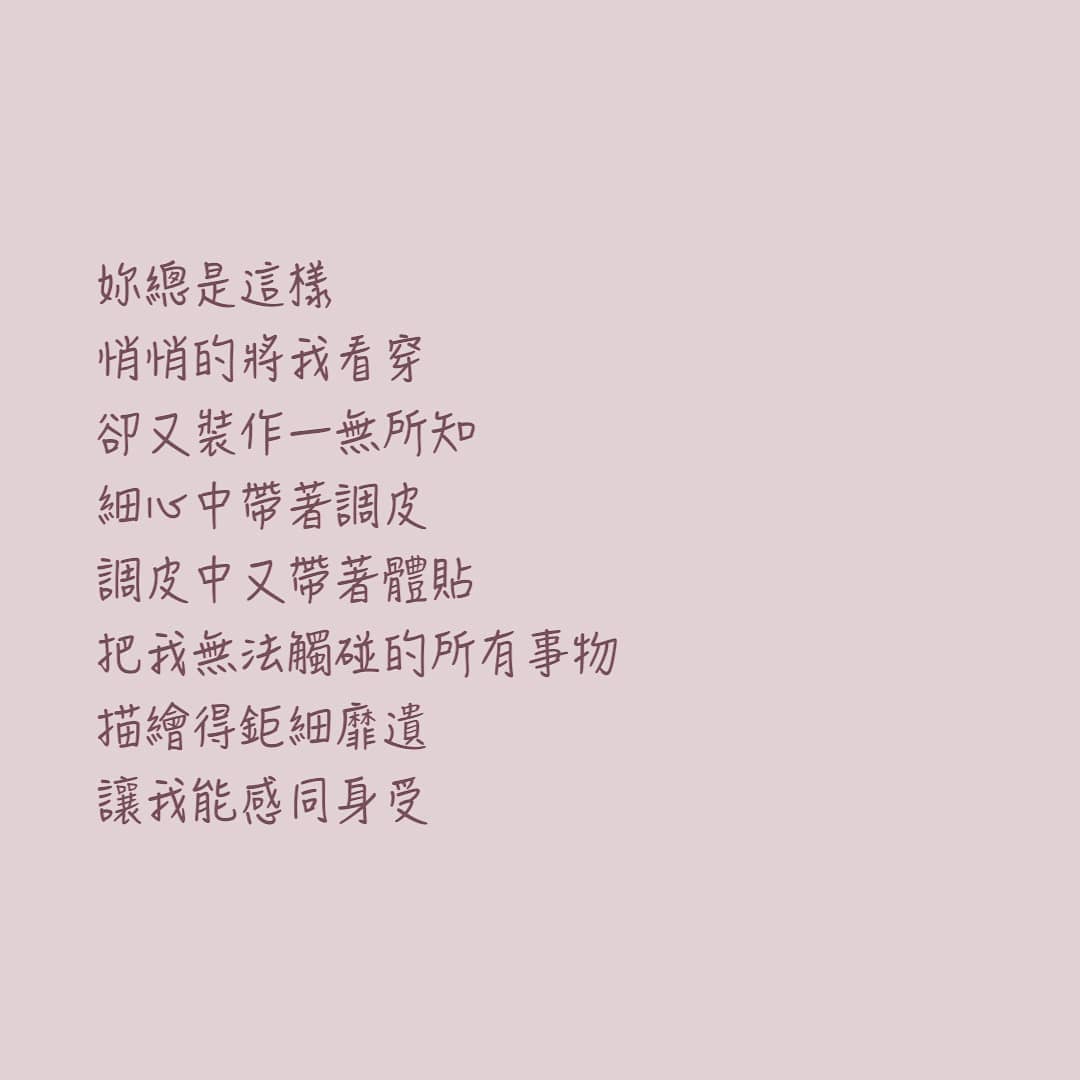 妳總是這樣
悄悄的將我看穿
卻又裝作一無所知
細心中帶著調皮
調皮中又帶著體貼
把我無法觸碰的所有事物
描繪得鉅細靡遺
讓我能感同身受